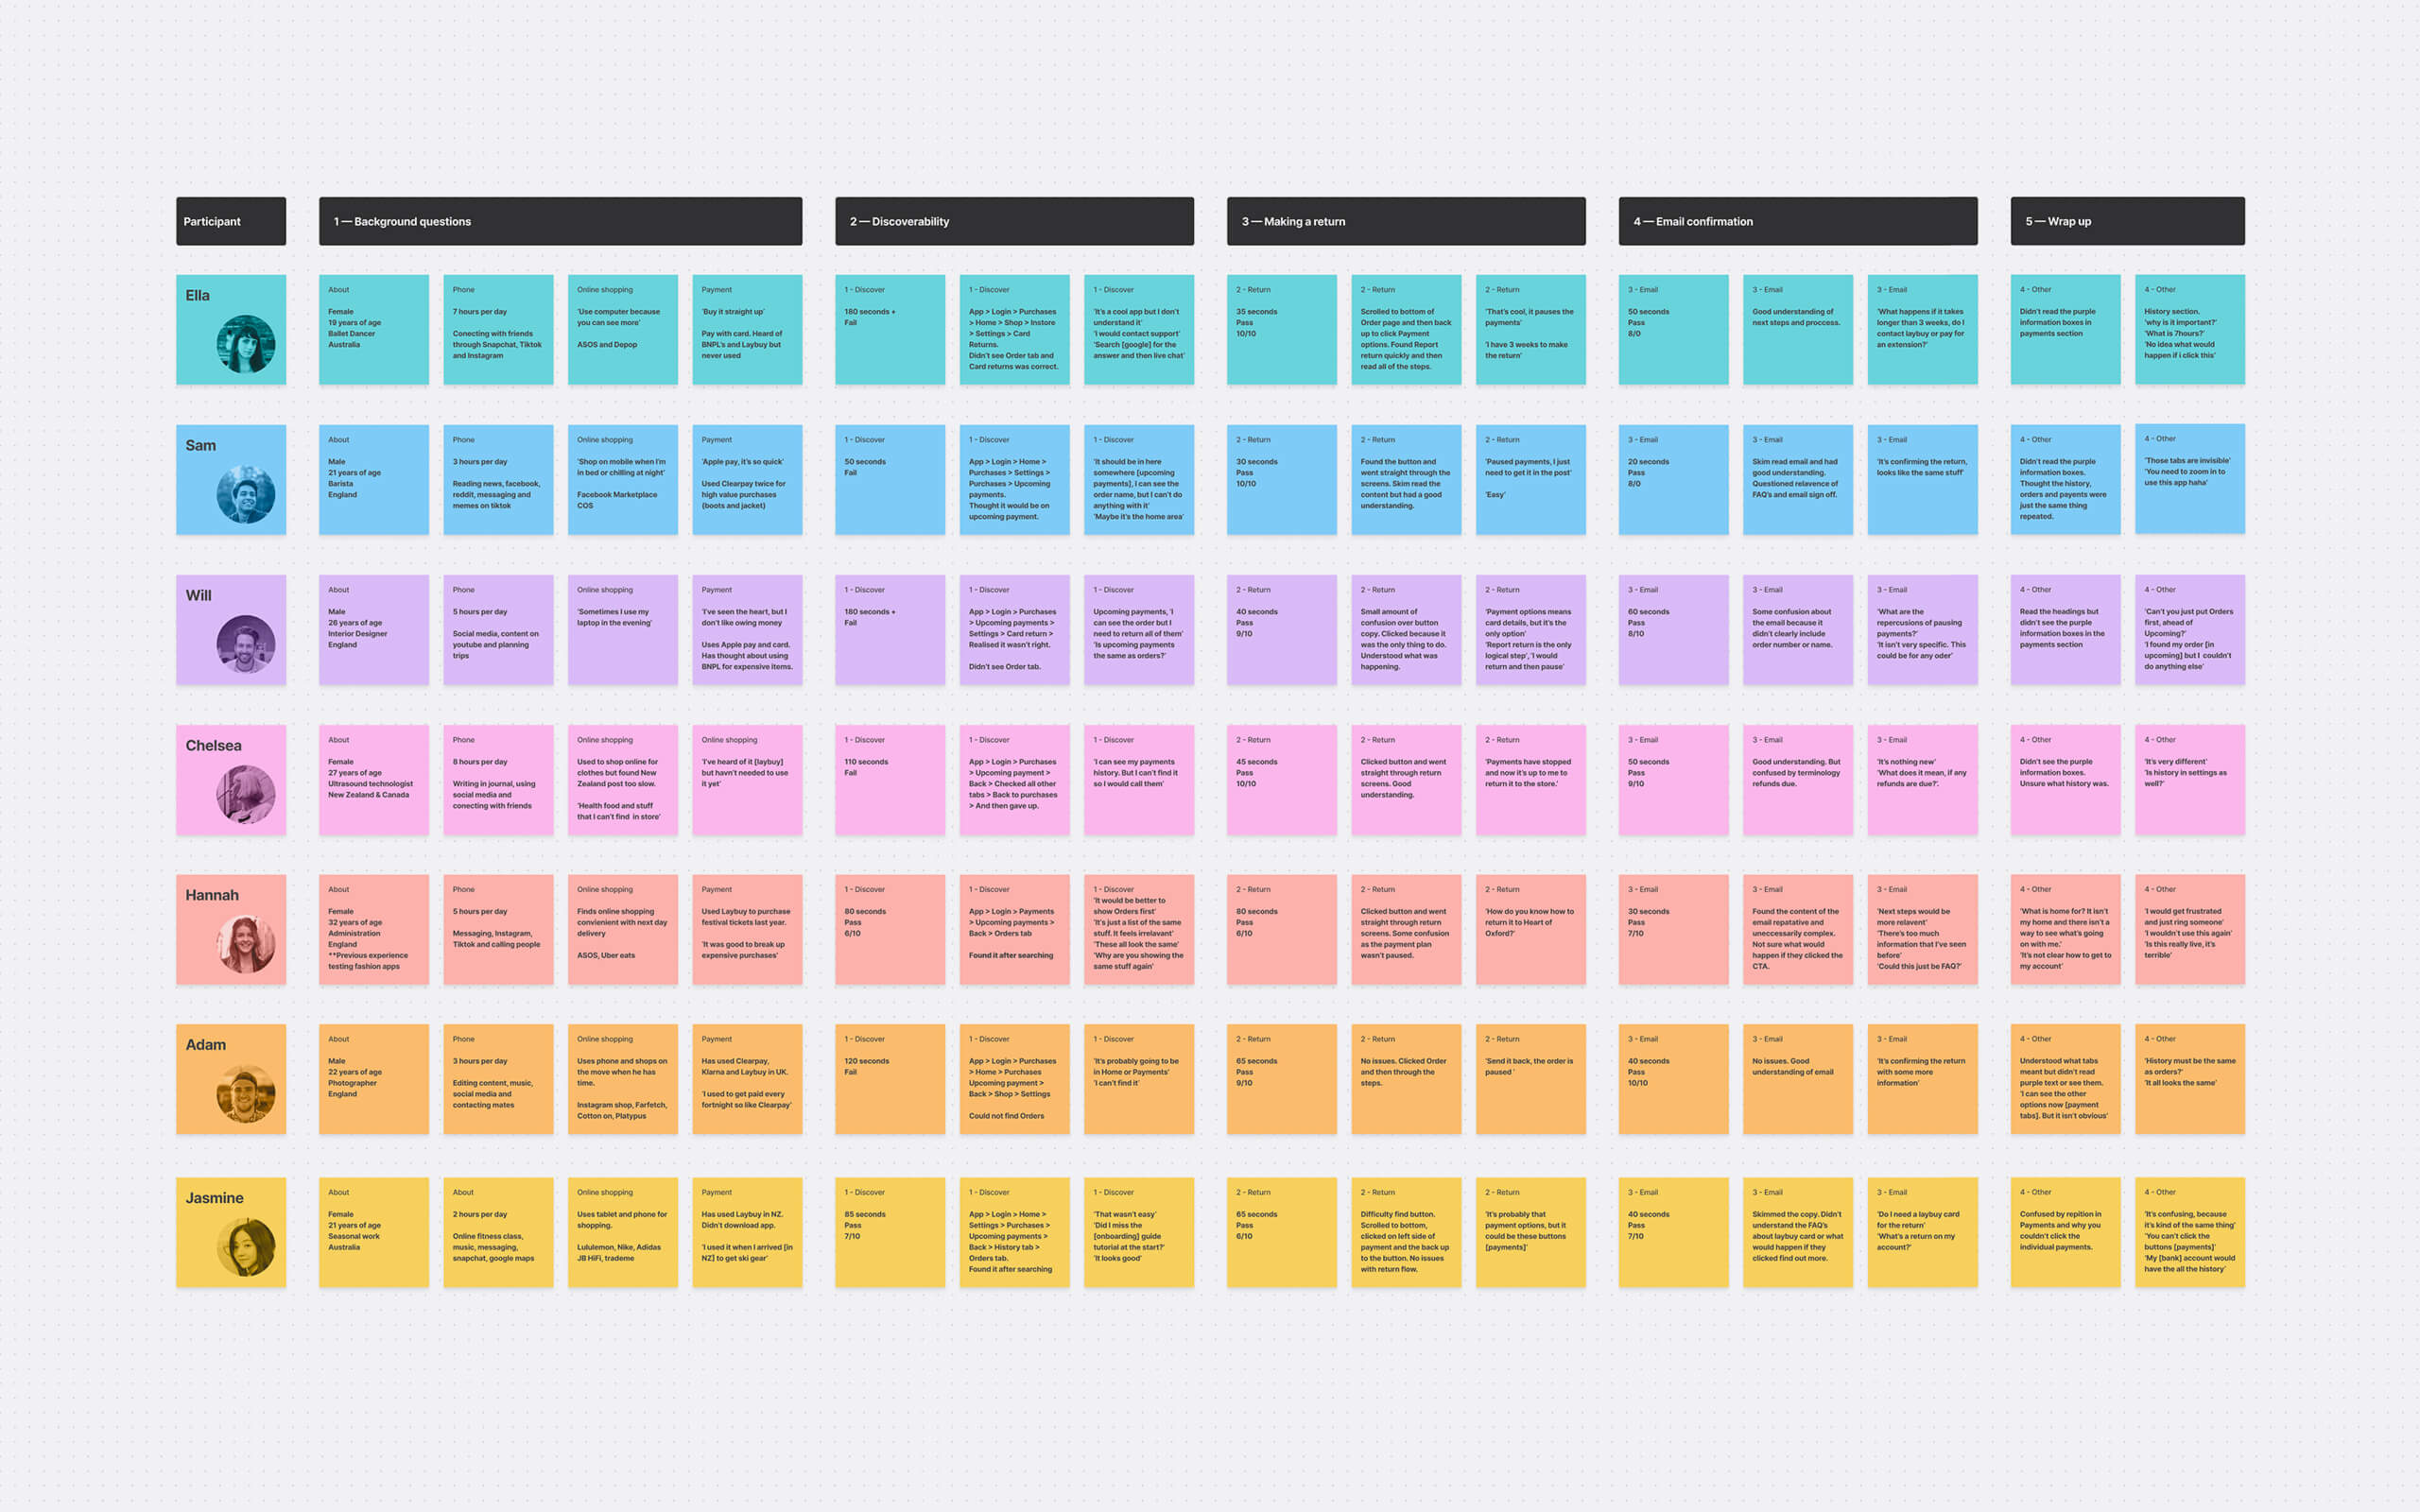 Participant
1 — Background questions
2 — Discoverability
3 — Making a return
4 — Email confirmation
5 — Wrap up
Ella
About
Female
19 years of age
Ballet Dancer
Australia
Phone
7 hours per day
Conecting with friends
through Snapchat, Tiktok
and Instagram
Online shopping
'Use computer because
you can see more'
ASOS and Depop
Payment
'Buy it straight up'
Pay with card. Heard of
BNPL's and Laybuy but
never used
1 - Discover
180 seconds +
Fail
1 - Discover
App > Login > Purchases
> Home > Shop > Instore
> Settings > Card
Returns.
Didn't see Order tab and
Card returns was correct.
1 - Discover
'It's a cool app but I don't
understand it'
'I would contact support'
'Search [google] for the
answer and then live chat'
2 - Return
35 seconds
Pass
10/10
2 - Return
Scrolled to bottom of
Order page and then back
up to click Payment
options. Found Report
return quickly and then
read all of the steps.
2 - Return
'That's cool, it pauses the
payments'
'I have 3 weeks to make
the return'
3 - Email
50 seconds
Pass
8/0
3 - Email
Good understanding of
next steps and proccess.
3 - Email
'What happens if it takes
longer than 3 weeks, do I
contact laybuy or pay for
an extension?'
4 - Other
Didn't read the purple
information boxes in
payments section
4 - Other
History section.
'why is it important?'
'What is 7hours?'
'No idea what would
happen if i click this'
Sam
About
Male
21 years of age
Barista
England
Phone
3 hours per day
Reading news, facebook,
reddit, messaging and
memes on tiktok
Online shopping
'Shop on mobile when I'm
in bed or chilling at night'
Facebook Marketplace
COS
Payment
'Apple pay, it's so quick'
Used Clearpay twice for
high value purchases
(boots and jacket)
1 - Discover
50 seconds
Fail
1 - Discover
App > Login > Home >
Purchases > Settings >
Purchases > Upcoming
payments.
Thought it would be on
upcoming payment.
1 - Discover
'It should be in here
somewhere [upcoming
payments], I can see the
order name, but I can't do
anything with it'
'Maybe it's the home area'
2 - Return
30 seconds
Pass
10/10
2 - Return
Found the button and
went straight through the
screens. Skim read the
content but had a good
understanding.
2 - Return
'Paused payments, I just
need to get it in the post'
'Easy'
3 - Email
20 seconds
Pass
8/0
3 - Email
Skim read email and had
good understanding.
Questioned relavence of
FAQ's and email sign off.
3 - Email
'It's confirming the return,
looks like the same stuff'
4 - Other
Didn't read the purple
information boxes.
Thought the history,
orders and payents were
just the same thing
repeated.
4 - Other
'Those tabs are invisible'
'You need to zoom in to
use this app haha'
Will
About
Male
26 years of age
Interior Designer
England
Phone
5 hours per day
Social media, content on
youtube and planning
trips
Online shopping
'Sometimes I use my
laptop in the evening'
Payment
'I've seen the heart, but I
don't like owing money
Uses Apple pay and card.
Has thought about using
BNPL for expensive items.
1 - Discover
180 seconds +
Fail
1 - Discover
App > Login > Purchases
> Upcoming payments >
Settings > Card return >
Realised it wasn't right.
Didn't see Order tab.
1 - Discover
Upcoming payments, 'I
can see the order but I
need to return all of them'
'Is upcoming payments
the same as orders?'
2 - Return
40 seconds
Pass
9/10
2 - Return
Small amount of
confusion over button
copy. Clicked because it
was the only thing to do.
Understood what was
happening.
2 - Return
'Payment options means
card details, but it's the
only option'
'Report return is the only
logical step', 'I would
return and then pause'
3 - Email
60 seconds
Pass
8/10
3 - Email
Some confusion about
the email because it
didn't clearly include
order number or name.
3 - Email
'What are the
repercusions of pausing
payments?'
'It isn't very specific. This
could be for any oder'
4 - Other
Read the headings but
didn't see the purple
information boxes in the
payments section
4 - Other
'Can't you just put Orders
first, ahead of
Upcoming?'
'I found my order [in
upcoming] but I couldn't
do anything else'
Chelsea
About
Female
27 years of age
Ultrasound technologist
New Zealand & Canada
Phone
8 hours per day
Writing in journal, using
social media and
conecting with friends
Online shopping
Used to shop online for
clothes but found New
Zealand post too slow.
'Health food and stuff
that I can't find in store'
Online shopping
'I've heard of it [laybuy]
but havn't needed to use
it yet'
1 - Discover
110 seconds
Fail
1 - Discover
App > Login > Purchases
> Upcoming payment >
Back > Checked all other
tabs > Back to purchases
> And then gave up.
1 - Discover
'I can see my payments
history. But I can't find it
so I would call them'
2 - Return
45 seconds
Pass
10/10
2 - Return
Clicked button and went
straight through return
screens. Good
understanding.
2 - Return
'Payments have stopped
and now it's up to me to
return it to the store.'
3 - Email
50 seconds
Pass
9/10
3 - Email
Good understanding. But
confused by terminology
refunds due.
3 - Email
'It's nothing new'
'What does it mean, if any
refunds are due?'.
4 - Other
Didn't see the purple
information boxes.
Unsure what history was.
4 - Other
'It's very different'
'Is history in settings as
well?'
Hannah
About
Female
32 years of age
Administration
England
**Previous experience
testing fashion apps
Phone
5 hours per day
Messaging, Instagram,
Tiktok and calling people
Online shopping
Finds online shopping
convienient with next day
delivery
ASOS, Uber eats
Payment
Used Laybuy to purchase
festival tickets last year.
'It was good to break up
expensive purchases'
1 - Discover
80 seconds
Pass
6/10
1 - Discover
App > Login > Payments
> Upcoming payments >
Back > Orders tab
Found it after searching
1 - Discover
'It would be better to
show Orders first'
'It's just a list of the same
stuff. It feels irrelavant'
'These all look the same'
'Why are you showing the
same stuff again'
2 - Return
80 seconds
Pass
6/10
2 - Return
Clicked button and went
straight through return
screens. Some confusion
as the payment plan
wasn't paused.
2 - Return
'How do you know how to
return it to Heart of
Oxford?'
3 - Email
30 seconds
Pass
7/10
3 - Email
Found the content of the
email repatative and
uneccessarily complex.
Not sure what would
happen if they clicked the
CTA.
3 - Email
'Next steps would be
more relavent'
'There's too much
information that I've seen
before'
'Could this just be FAQ?'
4 - Other
'What is home for? It isn't
my home and there isn't a
way to see what's going
on with me.'
'It's not clear how to get to
my account'
4 - Other
'I would get frustrated
and just ring someone'
'I wouldn't use this again'
'Is this really live, it's
terrible'
Adam
About
Male
22 years of age
Photographer
England
Phone
3 hours per day
Editing content, music,
social media and
contacting mates
Online shopping
Uses phone and shops on
the move when he has
time.
Instagram shop, Farfetch,
Cotton on, Platypus
Payment
Has used Clearpay,
Klarna and Laybuy in UK.
'I used to get paid every
fortnight so like Clearpay'
1 - Discover
120 seconds
Fail
1 - Discover
App > Login > Purchases
> Home > Purchases
Upcoming payment >
Back > Shop > Settings
Could not find Orders
1 - Discover
'It's probably going to be
in Home or Payments'
'I can't find it'
2 - Return
65 seconds
Pass
9/10
2 - Return
No issues. Clicked Order
and then through the
steps.
2 - Return
'Send it back, the order is
paused '
3 - Email
40 seconds
Pass
10/10
3 - Email
No issues. Good
understanding of email
3 - Email
'It's confirming the return
with some more
information'
4 - Other
Understood what tabs
meant but didn't read
purple text or see them.
'I can see the other
options now [payment
tabs]. But it isn't obvious'
4 - Other
'History must be the same
as orders?'
'It all looks the same'
Jasmine
About
Female
21 years of age
Seasonal work
Australia
About
2 hours per day
Online fitness class,
music, messaging,
snapchat, google maps
Online shopping
Uses tablet and phone for
shopping.
Lululemon, Nike, Adidas
JB HiFi, trademe
Payment
Has used Laybuy in NZ.
Didn't download app.
'I used it when I arrived [in
NZ] to get ski gear'
1 - Discover
85 seconds
Pass
7/10
1 - Discover
App > Login > Home >
Settings > Purchases >
Upcoming payments >
Back > History tab >
Orders tab.
Found it after searching
1 - Discover
'That wasn't easy'
'Did I miss the
[onboarding] guide
tutorial at the start?'
'It looks good'
2 - Return
65 seconds
Pass
6/10
2 - Return
Difficulty find button.
Scrolled to bottom,
clicked on left side of
payment and the back up
to the button. No issues
with return flow.
2 - Return
'It's probably that
payment options, but it
could be these buttons
[payments]'
3 - Email
40 seconds
Pass
7/10
3 - Email
Skimmed the copy. Didn't
understand the FAQ's
about laybuy card or what
would happen if they
clicked find out more.
3 - Email
'Do I need a laybuy card
for the return'
'What's a return on my
account?'
4 - Other
Confused by repition in
Payments and why you
couldn't click the
individual payments.
4 - Other
'It's confusing, because
it's kind of the same thing'
'You can't click the
buttons [payments]'
'My [bank] account would
have the all the history'